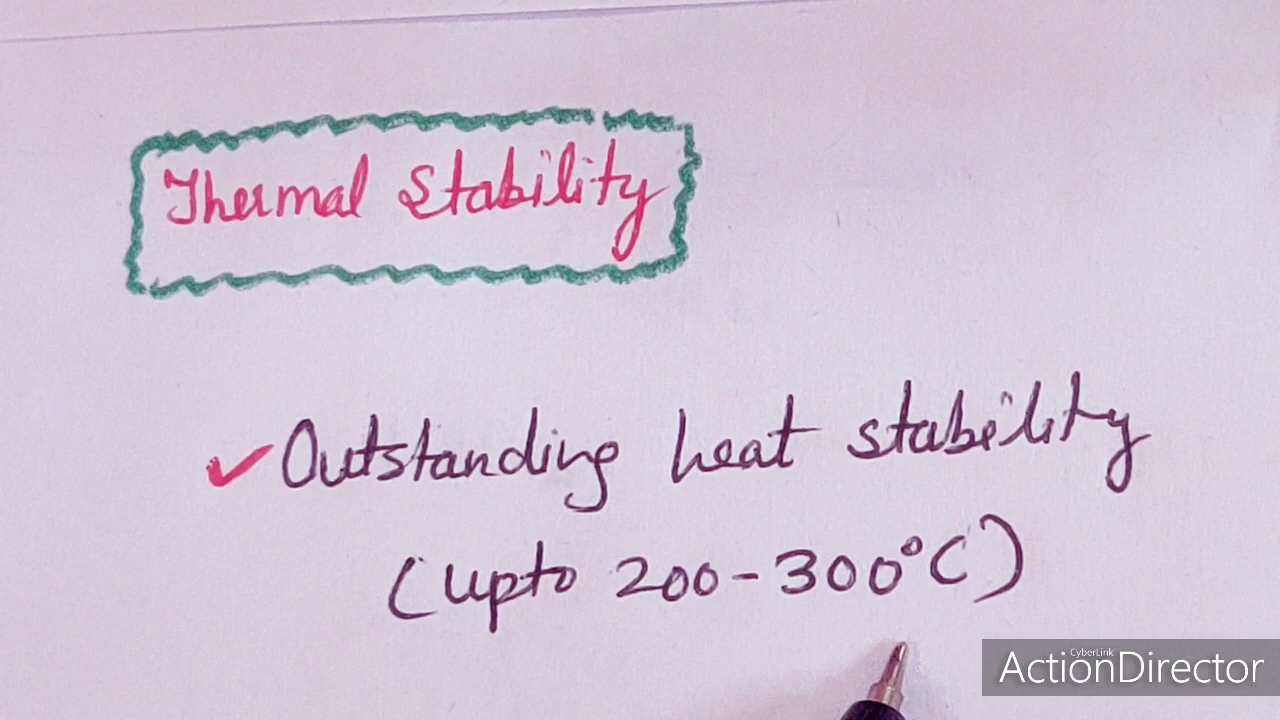 Thermal Stability
✓ Outstanding heat stability
(upto 200-300°C)
CyberLink
ActionDirector